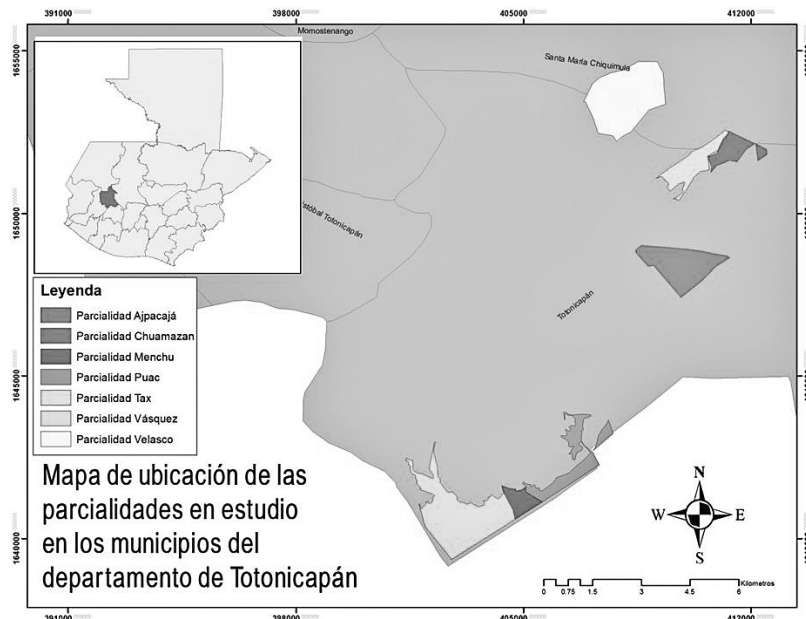 391000
398000
405000
412000
Momostenango
Santa María Chiquimula
1655000
1650000
1645000
1640000
stóbal Totonicapán
Totonicapán
Leyenda
Parcialidad Ajpacajá
Parcialidad Chuamazan
Parcialidad Menchu
Parcialidad Puac
Parcialidad Tax
Parcialidad Vásquez
Parcialidad Velasco
Mapa de ubicación de las
parcialidades en estudio
en los municipios del
departamento de Totonicapán
N
W E
S
Kilometros
0 0.75 1.5 3 4.5 6
391000
398000
405000
412000